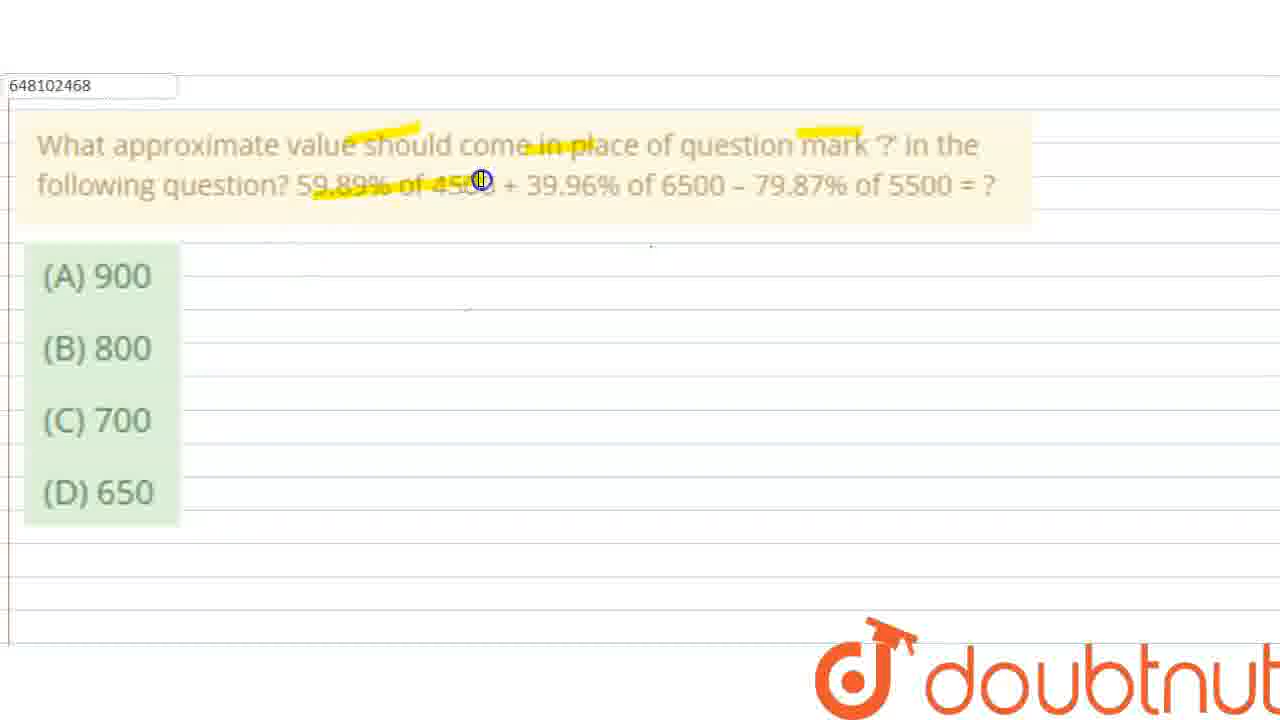 648102468
What approximate value should come in place of question mark ‘?’ in the
following question? 59.89% of 4500 + 39.96% of 6500 – 79.87% of 5500 = ?
(A) 900
(B) 800
(C) 700
(D) 650
doubtnut